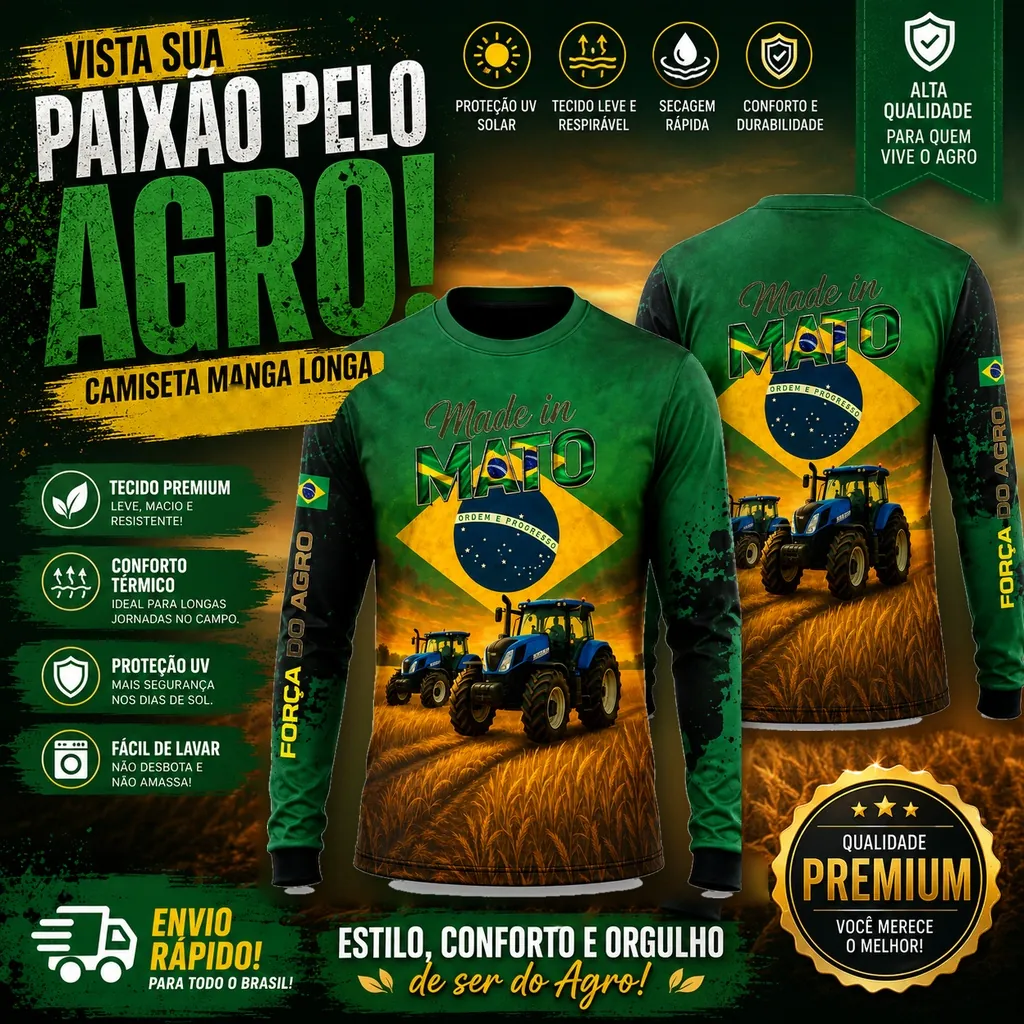 VISTA SUA
PAIXÃO PELO
AGRO!
CAMISETA MANGA LONGA
PROTEÇÃO UV
SOLAR
TECIDO LEVE E
RESPIRÁVEL
SECAGEM
RÁPIDA
CONFORTO E
DURABILIDADE
ALTA
QUALIDADE
PARA QUEM
VIVE O AGRO
TECIDO PREMIUM
LEVE, MACIO E
RESISTENTE!
CONFORTO
TÉRMICO
IDEAL PARA LONGAS
JORNADAS NO CAMPO.
PROTEÇÃO UV
MAIS SEGURANÇA
NOS DIAS DE SOL.
FÁCIL DE LAVAR
NÃO DESBOTA E
NÃO AMASSA!
Made in
MATO
ORDEM E PROGRESSO
FORÇA DO AGRO
Made in
MATO
ORDEM E PROGRESSO
FORÇA DO AGRO
ENVIO
RÁPIDO!
PARA TODO O BRASIL!
ESTILO, CONFORTO E ORGULHO
de ser do Agro!
QUALIDADE
PREMIUM
VOCÊ MERECE
O MELHOR!